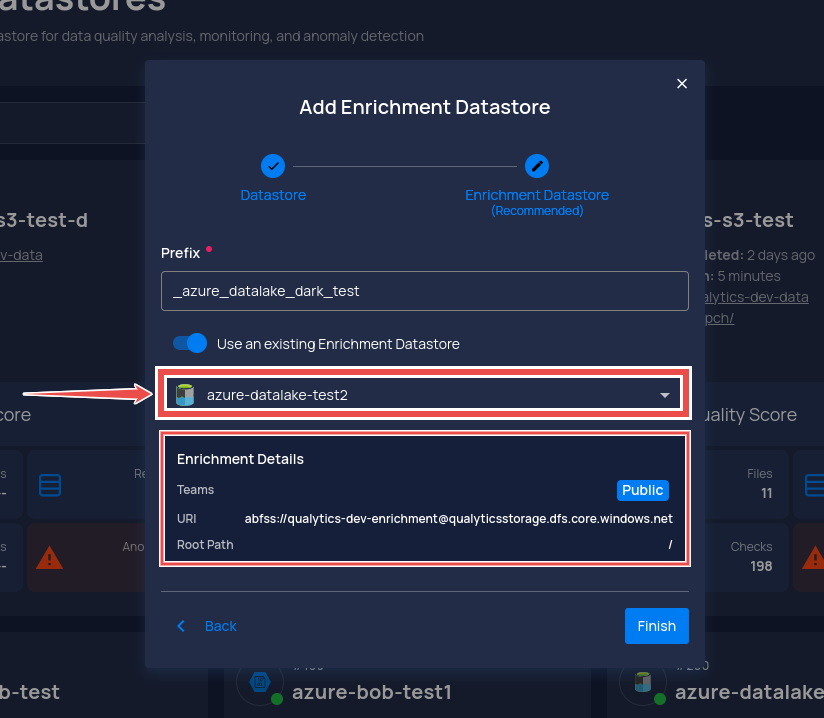 atastores
astore for data quality analysis, monitoring, and anomaly detection
Add Enrichment Datastore
Datastore
Enrichment Datastore
(Recommended)
s3-test-d
v-data
s-s3-test
leted: 2 days ago
n: 5 minutes
alytics-dev-data
pch/
Prefix
_azure_datalake_dark_test
Use an existing Enrichment Datastore
azure-datalake-test2
core
uality Score
Enrichment Details
Teams
Public
URI
abfss://qualytics-dev-enrichment@qualyticsstorage.dfs.core.windows.net
Root Path
/
s
--
Re
Files
11
s
--
Ano
Checks
198
Back
Finish
b-test
azure-bob-test1
azure-datalake